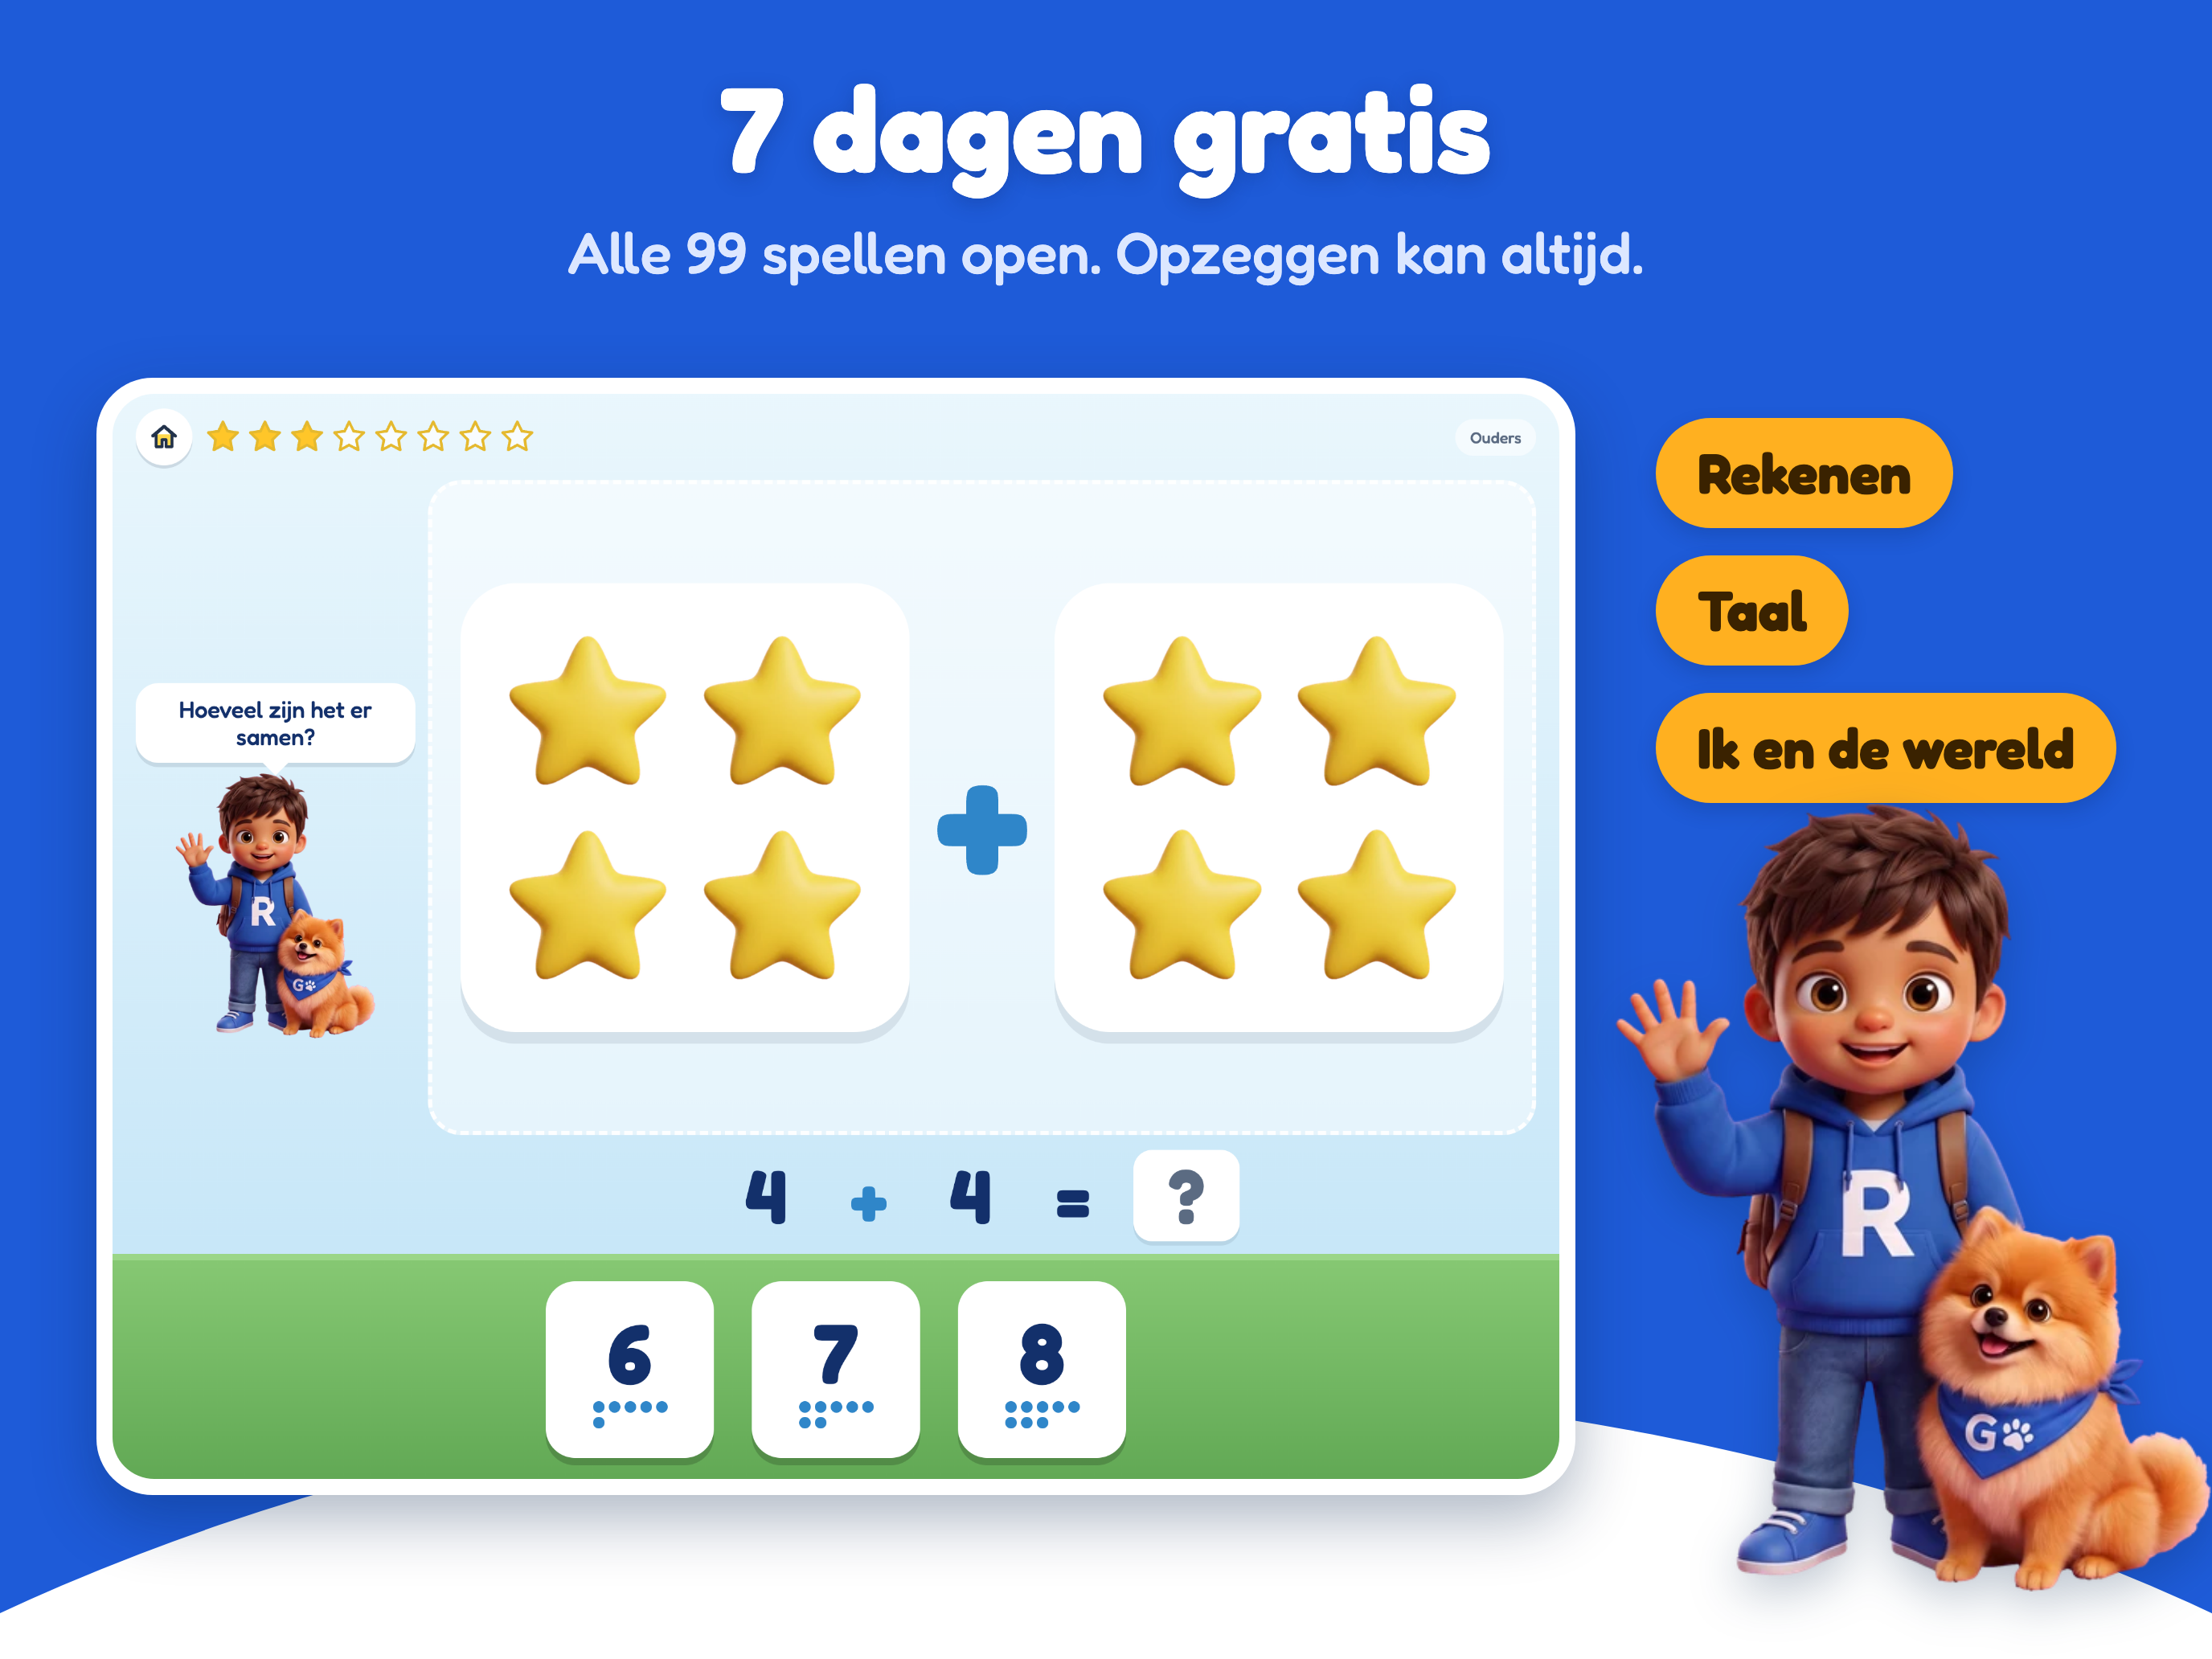 7 dagen gratis
Alle 99 spellen open. Opzeggen kan altijd.
Ouders
Rekenen
Taal
Ik en de wereld
Hoeveel zijn het er
samen?
R
G
4 + 4 = ?
6 7 8
R
G